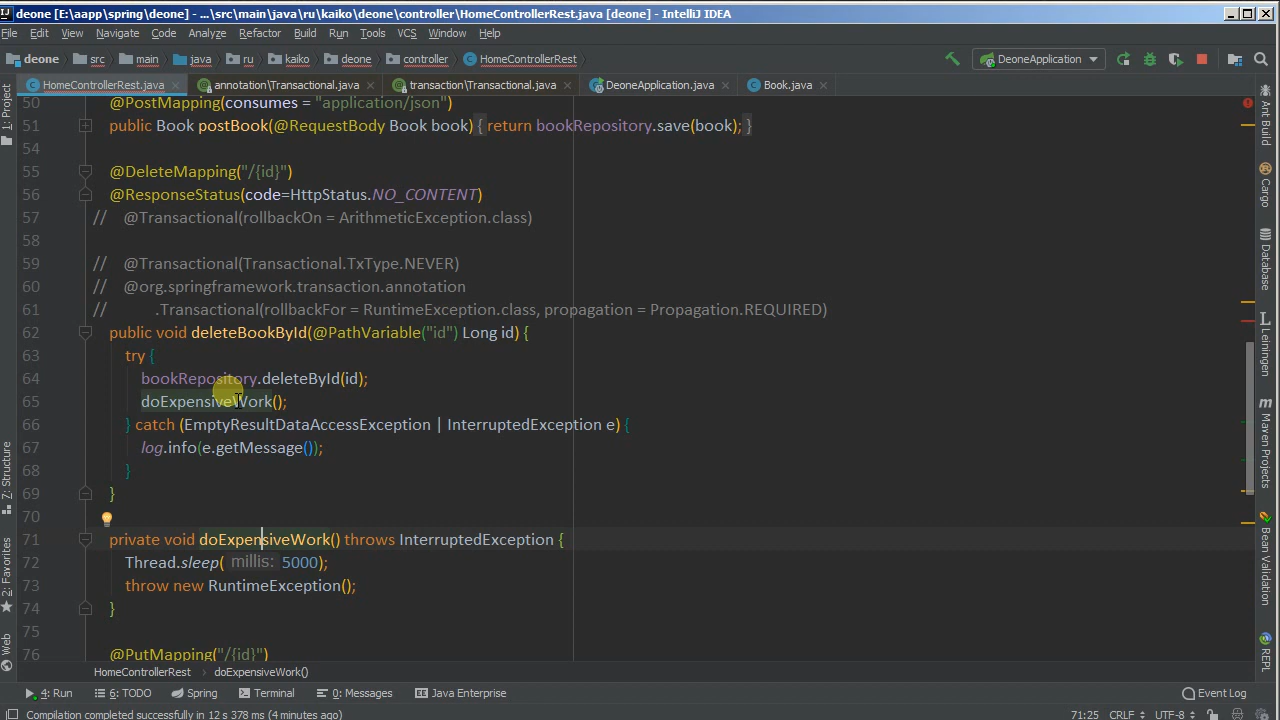 deone [E:\aapp\spring\deone] - ...\src\main\java\ru\kaiko\deone\controller\HomeControllerRest.java [deone] - IntelliJ IDEA
File Edit View Navigate Code Analyze Refactor Build Run Tools VCS Window Help
deone src main java ru kaiko deone controller HomeControllerRest DeoneApplication
HomeControllerRest.java annotation\Transactional.java transaction\Transactional.java DeoneApplication.java Book.java
50 @PostMapping(consumes = "application/json")
51 public Book postBook(@RequestBody Book book) { return bookRepository.save(book); }
54
55 @DeleteMapping("/{id}")
56 @ResponseStatus(code=HttpStatus.NO_CONTENT)
57 // @Transactional(rollbackOn = ArithmeticException.class)
58
59 // @Transactional(Transactional.TxType.NEVER)
60 // @org.springframework.transaction.annotation
61 // .Transactional(rollbackFor = RuntimeException.class, propagation = Propagation.REQUIRED)
62 public void deleteBookById(@PathVariable("id") Long id) {
63 try {
64 bookRepository.deleteById(id);
65 doExpensiveWork();
66 } catch (EmptyResultDataAccessException | InterruptedException e) {
67 log.info(e.getMessage());
68 }
69 }
70
71 private void doExpensiveWork() throws InterruptedException {
72 Thread.sleep( millis: 5000);
73 throw new RuntimeException();
74 }
75
76 @PutMapping("/{id}")
HomeControllerRest › doExpensiveWork()
4: Run 6: TODO Spring Terminal 0: Messages Java Enterprise Event Log
Compilation completed successfully in 12 s 378 ms (4 minutes ago) 71:25 CRLF UTF-8
1: Project
7: Structure
2: Favorites
Web
Ant Build
Cargo
Database
Leiningen
Maven Projects
Bean Validation
REPL